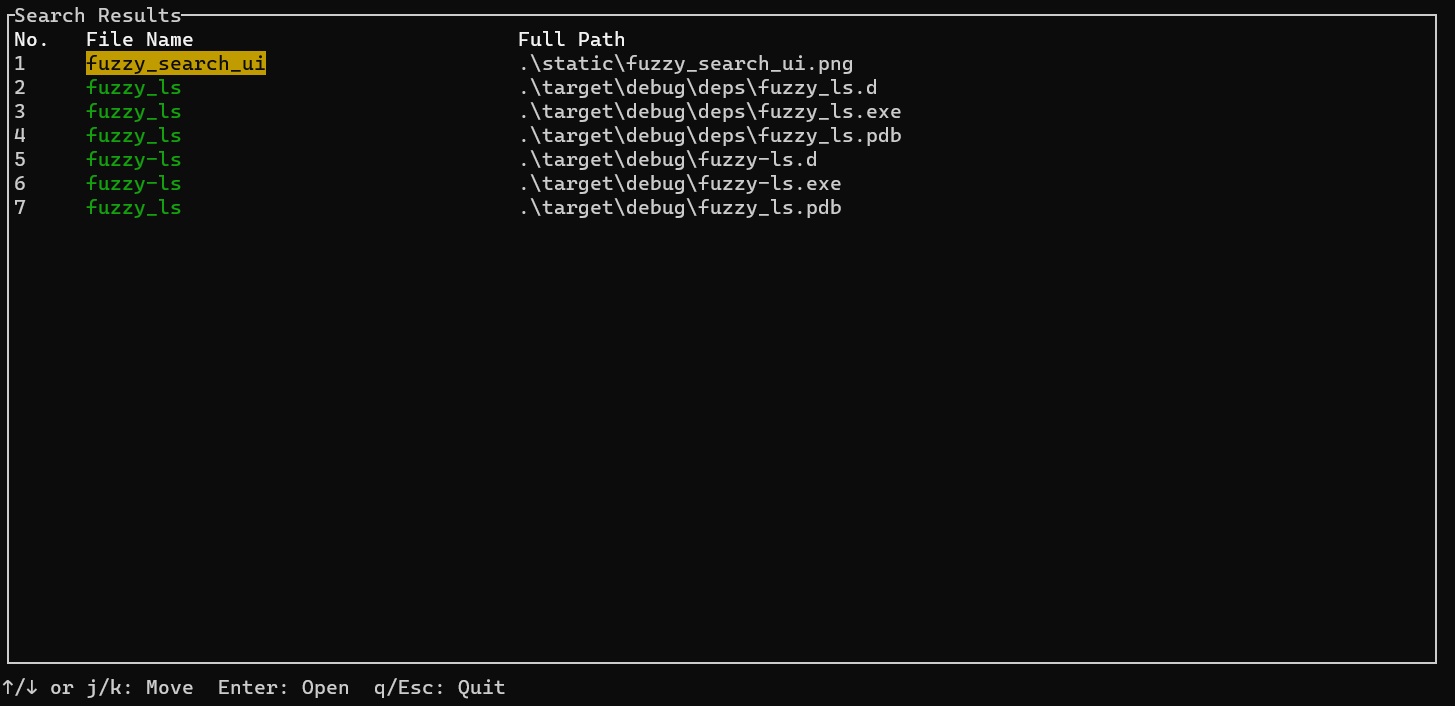 Search Results
No. File Name Full Path
1 fuzzy_search_ui .\static\fuzzy_search_ui.png
2 fuzzy_ls .\target\debug\deps\fuzzy_ls.d
3 fuzzy_ls .\target\debug\deps\fuzzy_ls.exe
4 fuzzy_ls .\target\debug\deps\fuzzy_ls.pdb
5 fuzzy-ls .\target\debug\fuzzy-ls.d
6 fuzzy-ls .\target\debug\fuzzy-ls.exe
7 fuzzy_ls .\target\debug\fuzzy_ls.pdb
↑/↓ or j/k: Move Enter: Open q/Esc: Quit